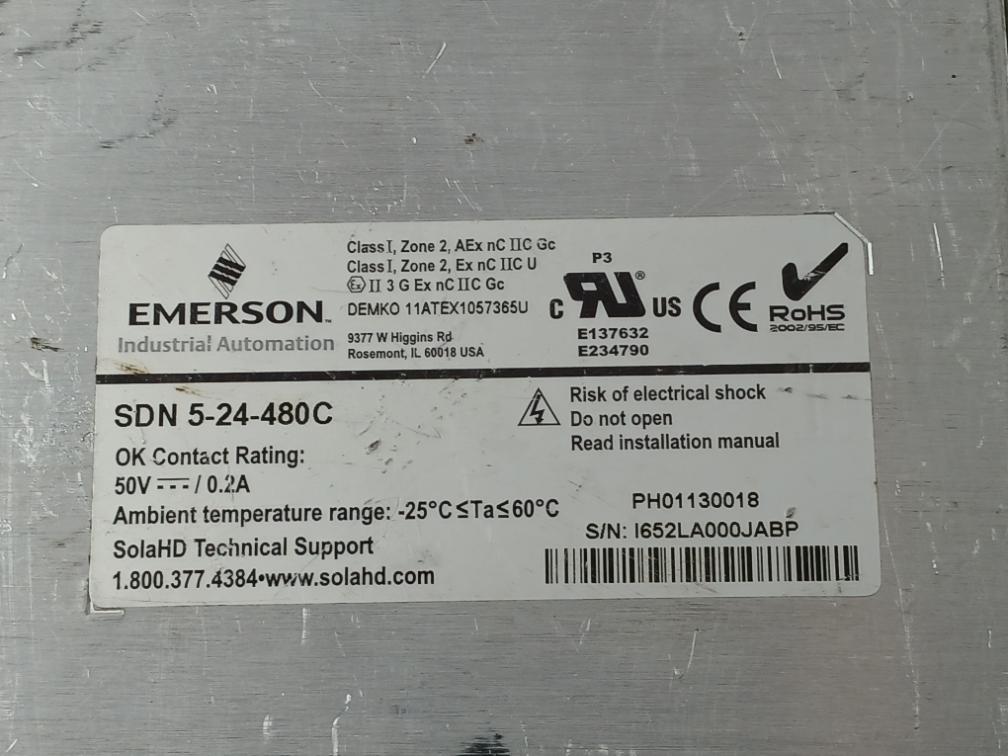 EMERSON™
Industrial Automation
Class I, Zone 2, AEx nC IIC Gc
Class I, Zone 2, Ex nC IIC U
Ex II 3 G Ex nC IIC Gc
DEMKO 11ATEX1057365U
9377 W Higgins Rd
Rosemont, IL 60018 USA
P3
C RU® US
E137632
E234790
CE
RoHS
2002/95/EC
SDN 5-24-480C
OK Contact Rating:
50V ⎓ / 0.2A
Ambient temperature range: -25°C≤Ta≤60°C
SolaHD Technical Support
1.800.377.4384•www.solahd.com
Risk of electrical shock
Do not open
Read installation manual
PH01130018
S/N: I652LA000JABP